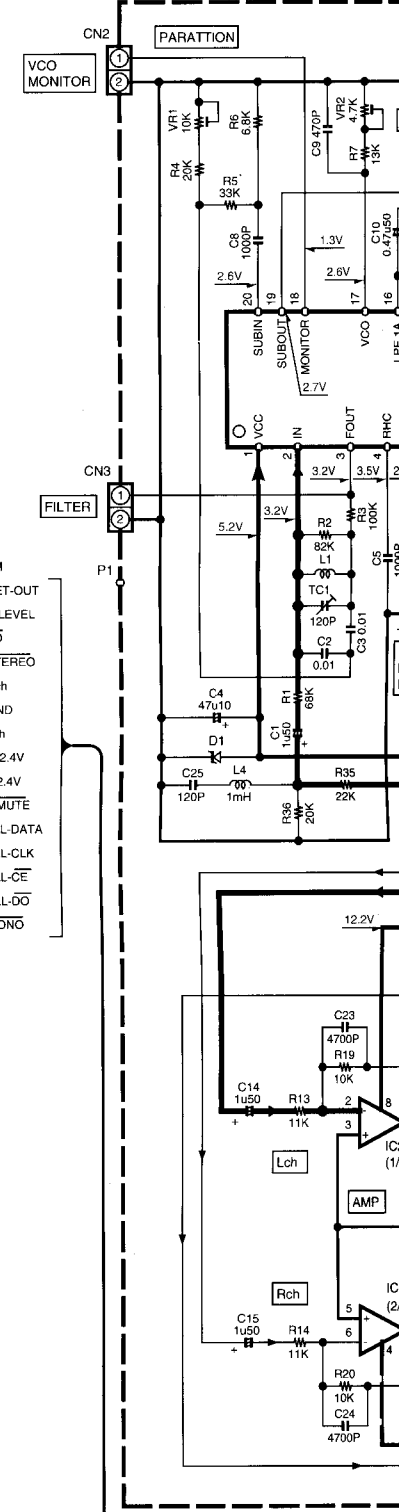 CN2
PARATTION
1
VCO
MONITOR
2
VR1
10K
R6
6.8K
C9 470P
VR2
4.7K
R4
20K
R7
13K
R5
33K
C8
1000P
C10
0.47u50
1.3V
2.6V
2.6V
20
19
18
17
16
SUBIN
SUBOUT
MONITOR
VCO
2.7V
VCC
IN
FOUT
RHC
1
2
3
4
CN3
1
FILTER
2
3.2V
3.5V
3.2V
5.2V
R3
100K
R2
82K
L1
C5
P1
TC1
120P
C3 0.01
C2
0.01
ET-OUT
LEVEL
TEREO
ND
2.4V
2.4V
MUTE
L-DATA
L-CLK
L-CE
L-DO
ONO
R1
68K
C4
47u10
+
C1
1u50
+
D1
C25
120P
L4
1mH
R35
22K
R36
20K
12.2V
C23
4700P
R19
10K
C14
1u50
+
R13
11K
2
8
-
3
+
Lch
AMP
Rch
C15
1u50
+
R14
11K
5
+
6
-
4
R20
10K
C24
4700P